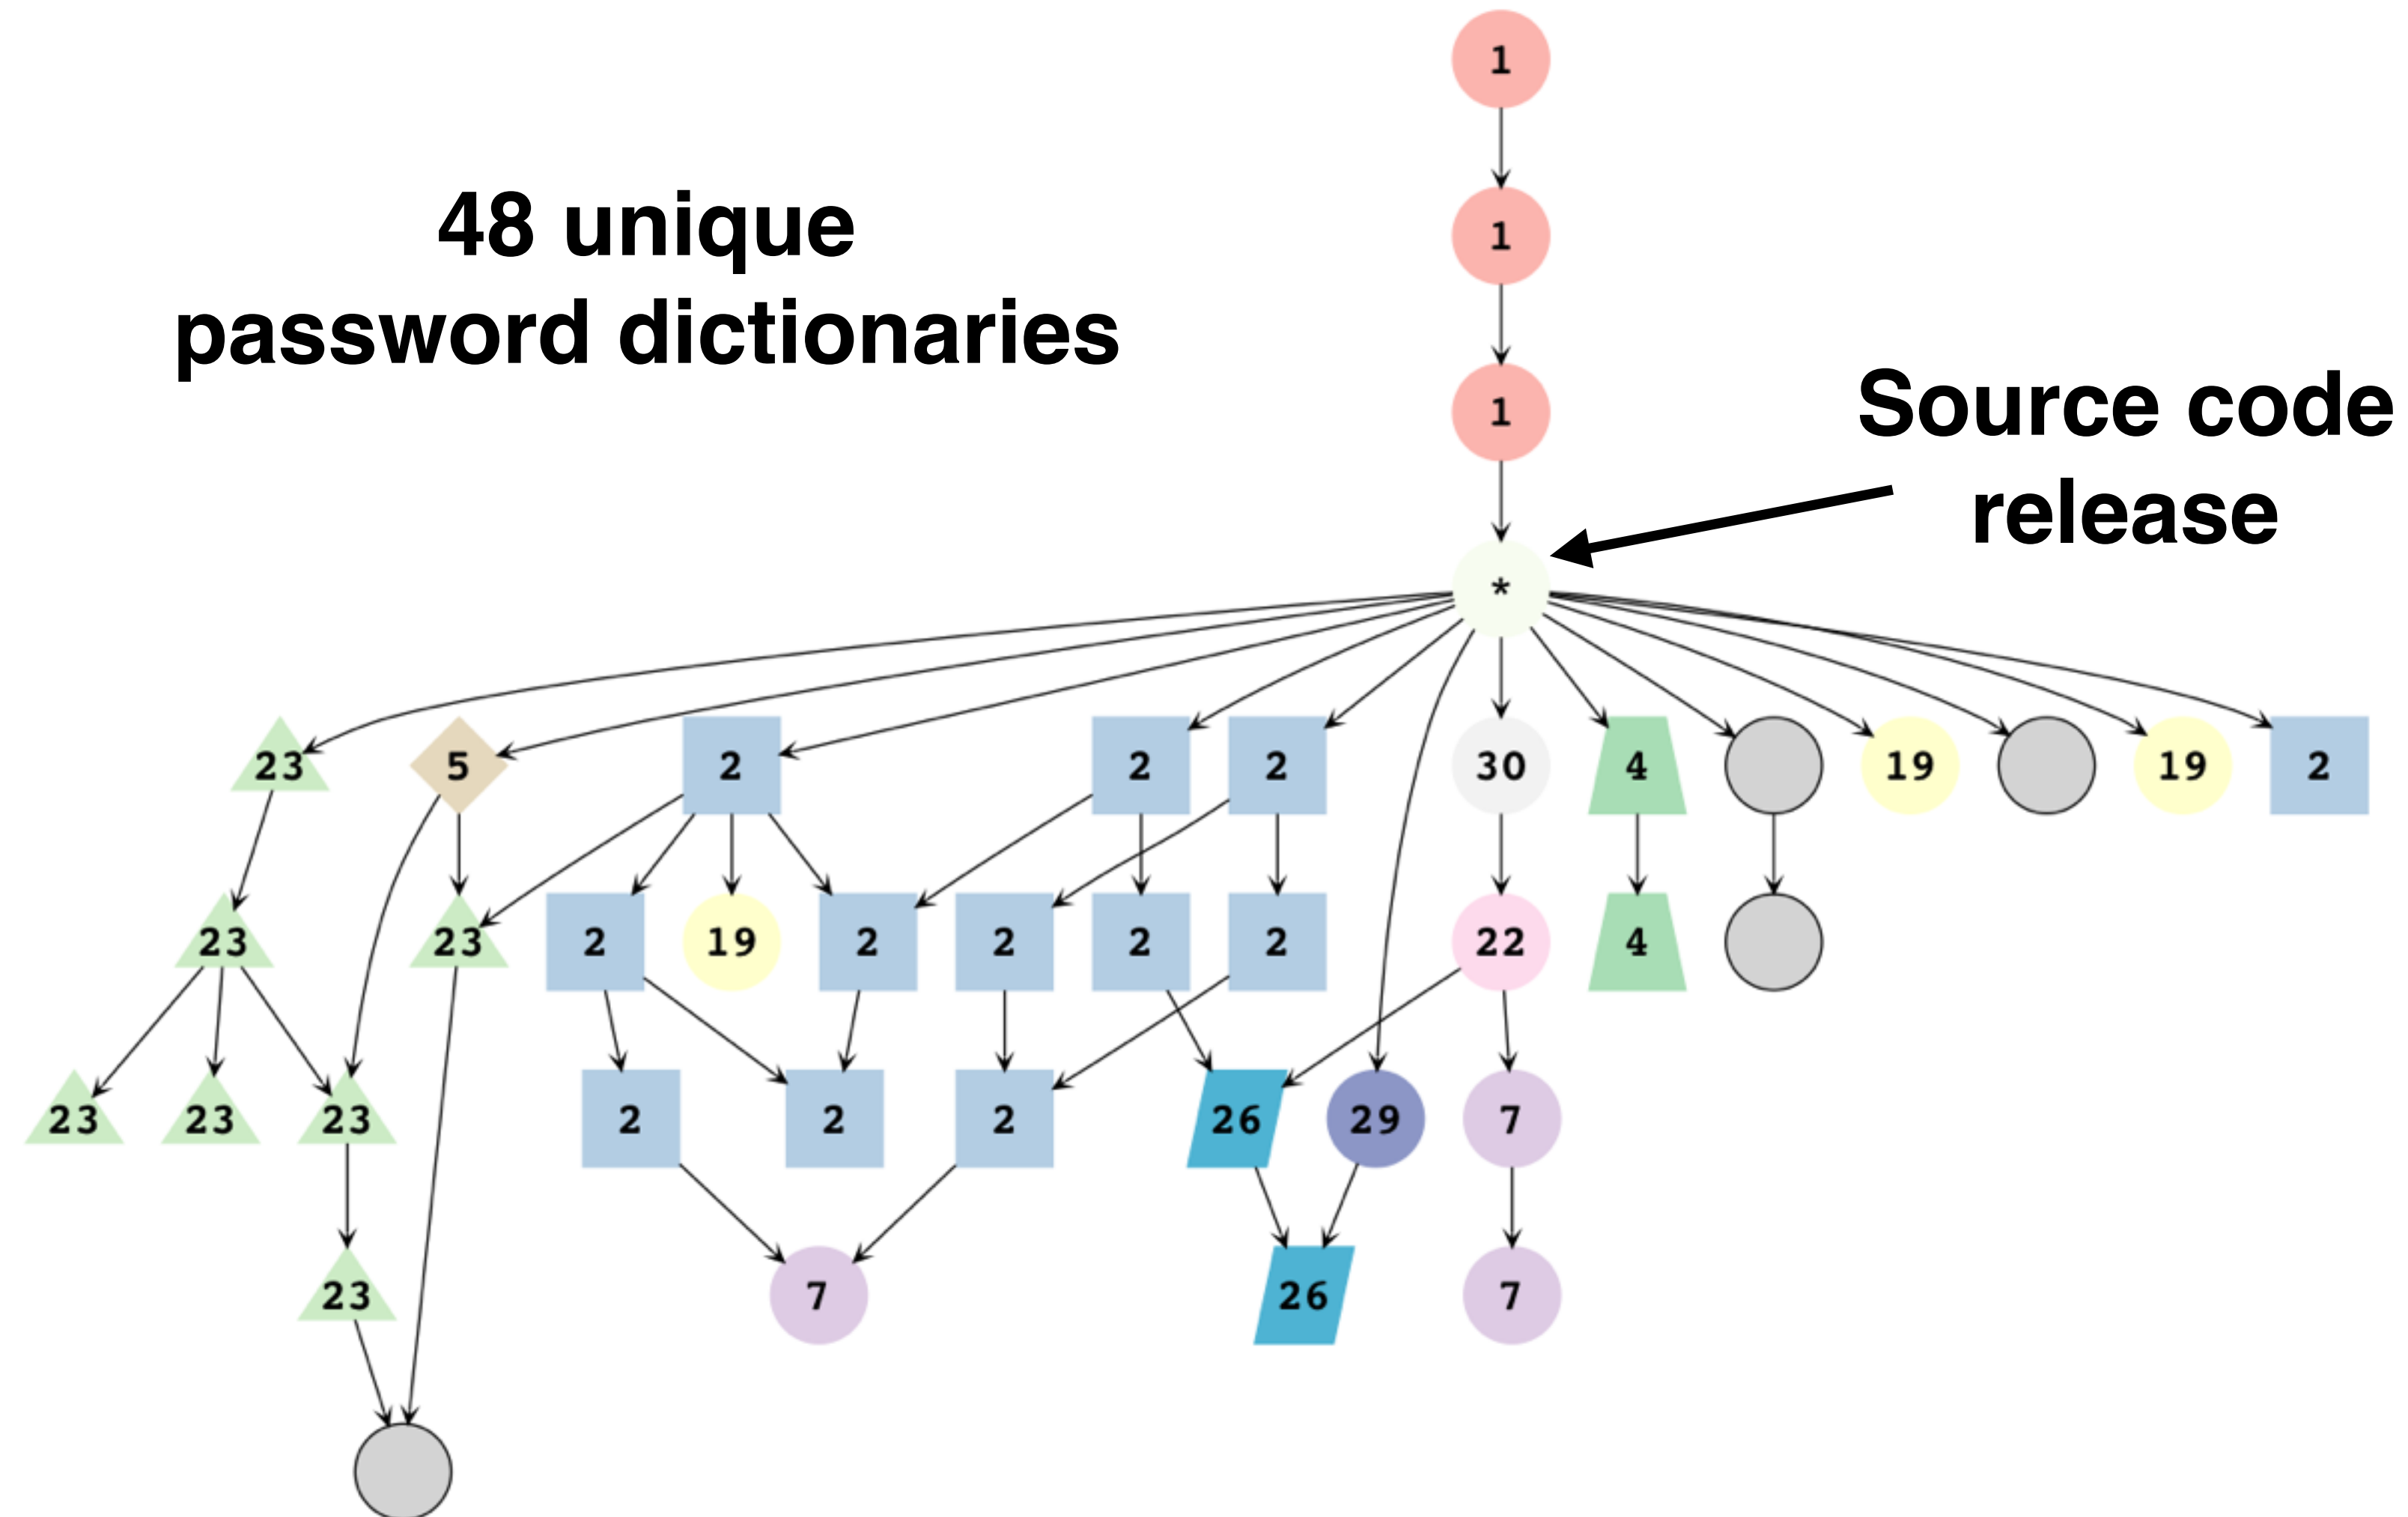 1
48 unique
password dictionaries
1
1
Source code
release
*
23 5 2 2 2 30 4 19 19 2
23 23 2 19 2 2 2 2 22 4
23 23 23 2 2 2 26 29 7
23 7 26 7